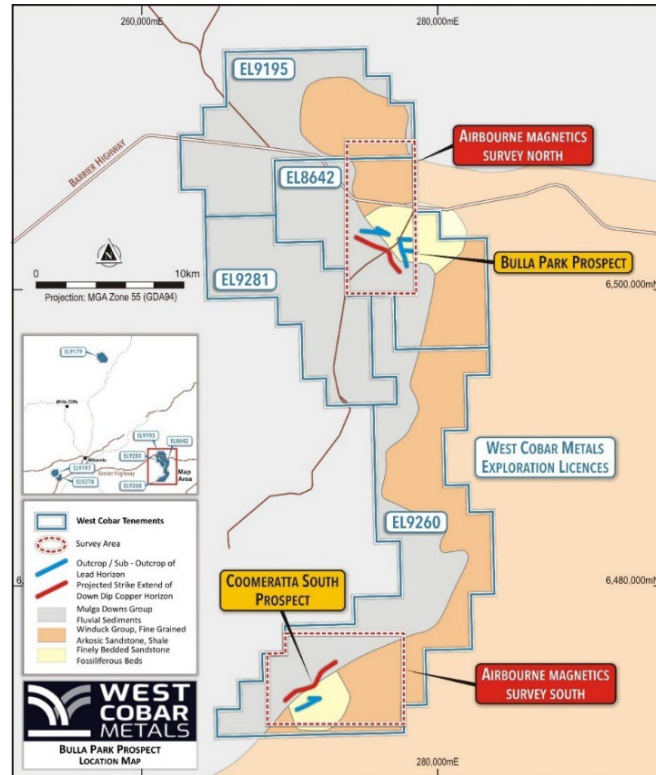 260,000mE
280,000mE
EL9195
AIRBOURNE MAGNETICS
SURVEY NORTH
BARRIER HIGHWAY
EL8642
BULLA PARK PROSPECT
0
10km
Projection: MGA Zone 55 (GDA94)
EL9281
6,500,000mN
EL9179
White Cliffs
EL9195
EL8642
EL9281
EL9197
Barrier Highway
Map
Area
EL9278
EL9260
WEST COBAR METALS
EXPLORATION LICENCES
EL9260
West Cobar Tenements
Survey Area
Outcrop / Sub - Outcrop of
Lead Horizon
Projected Strike Extend of
Down Dip Copper Horizon
Mulga Downs Group
Fluvial Sediments
Winduck Group, Fine Grained
Arkosic Sandstone, Shale
Finely Bedded Sandstone
Fossiliferous Beds
6,
6,480,000mN
COOMERATTA SOUTH
PROSPECT
AIRBOURNE MAGNETICS
SURVEY SOUTH
WEST
COBAR
METALS
BULLA PARK PROSPECT
LOCATION MAP
280,000mE